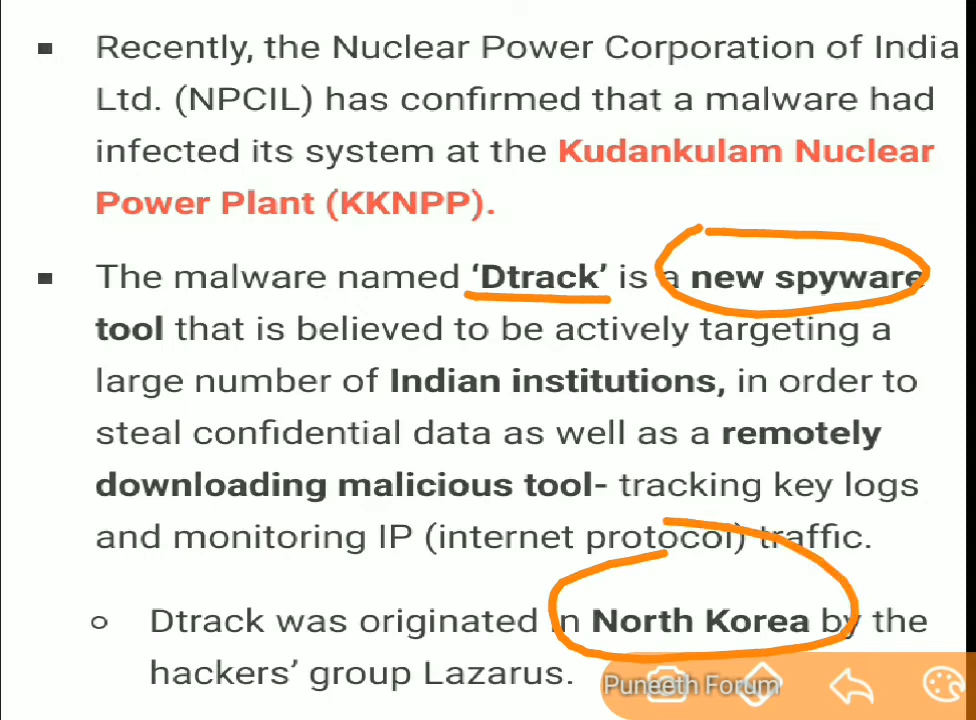 Recently, the Nuclear Power Corporation of India
Ltd. (NPCIL) has confirmed that a malware had
infected its system at the Kudankulam Nuclear
Power Plant (KKNPP).
The malware named ‘Dtrack’ is a new spyware
tool that is believed to be actively targeting a
large number of Indian institutions, in order to
steal confidential data as well as a remotely
downloading malicious tool- tracking key logs
and monitoring IP (internet protocol) traffic.
Dtrack was originated in North Korea by the
hackers’ group Lazarus.
Puneeth Forum